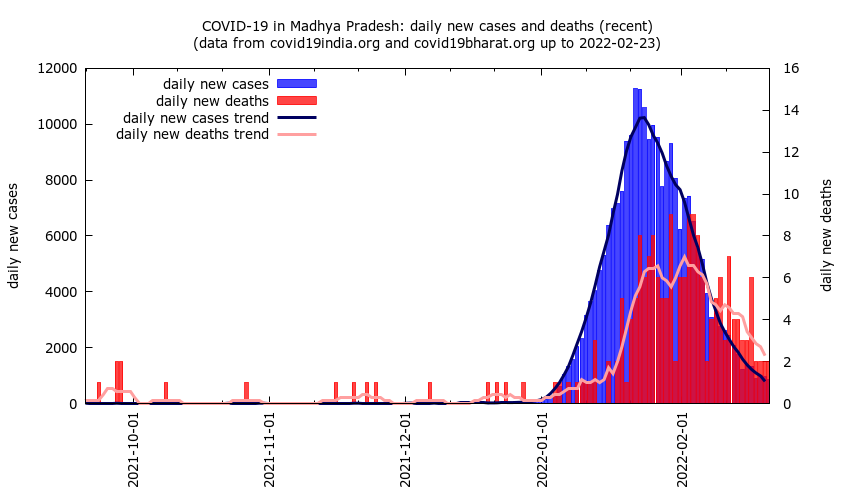 COVID-19 in Madhya Pradesh: daily new cases and deaths (recent)
(data from covid19india.org and covid19bharat.org up to 2022-02-23)
daily new cases
daily new deaths
daily new cases trend
daily new deaths trend
12000
10000
8000
6000
4000
2000
0
daily new cases
16
14
12
10
8
6
4
2
0
daily new deaths
2021-10-01
2021-11-01
2021-12-01
2022-01-01
2022-02-01